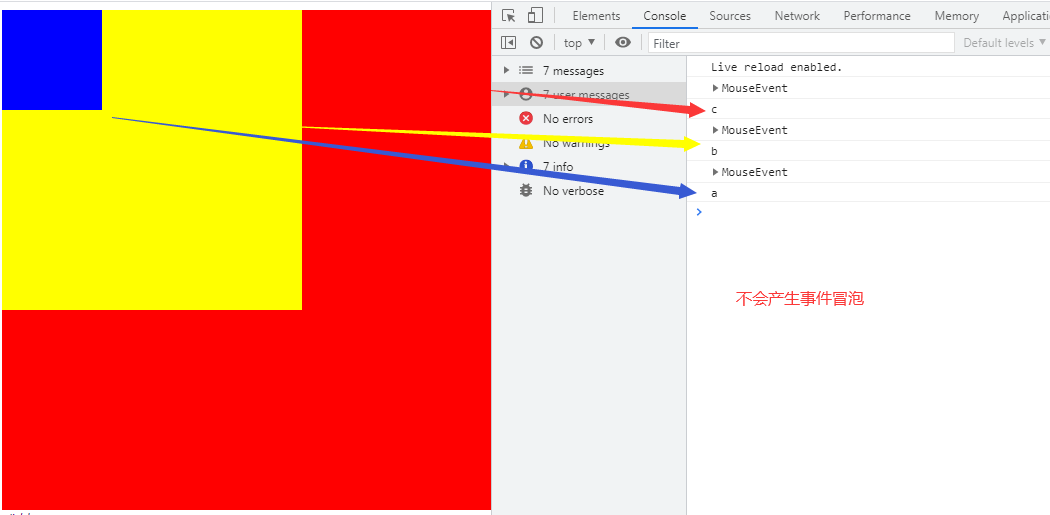 Elements Console Sources Network Performance Memory Applicati
top Filter Default levels
7 messages
7 user messages
No errors
No warnings
7 info
No verbose
Live reload enabled.
MouseEvent
c
MouseEvent
b
MouseEvent
a
不会产生事件冒泡